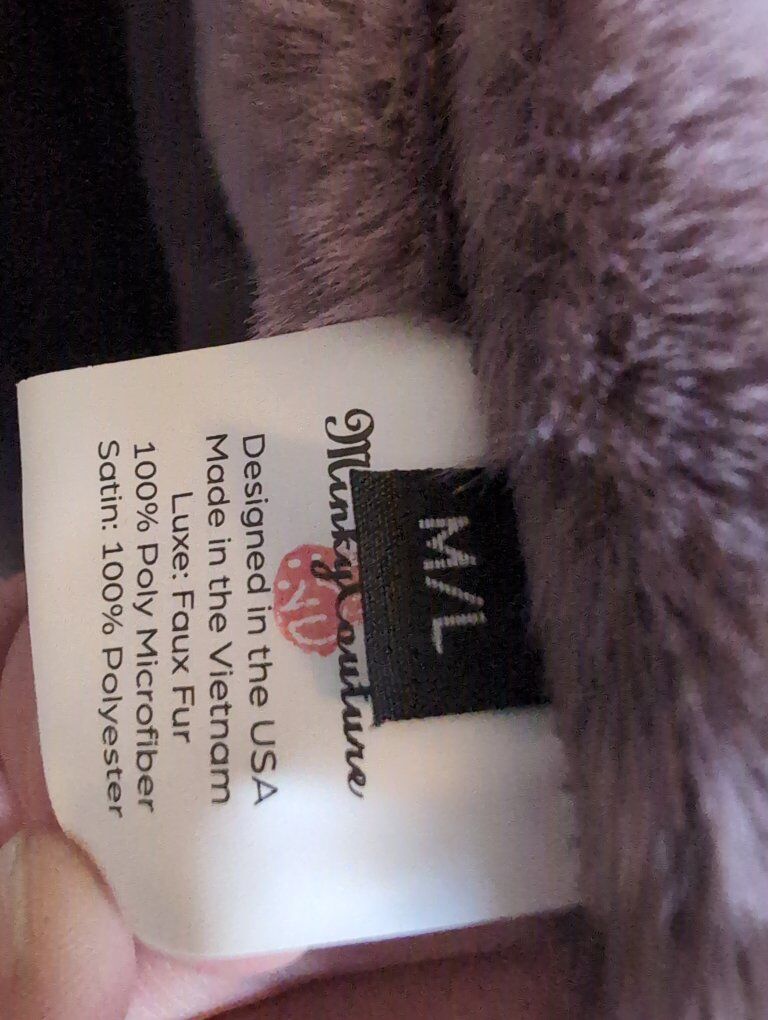 Minky Couture
M/L
Designed in the USA
Made in the Vietnam
Luxe: Faux Fur
100% Poly Microfiber
Satin: 100% Polyester